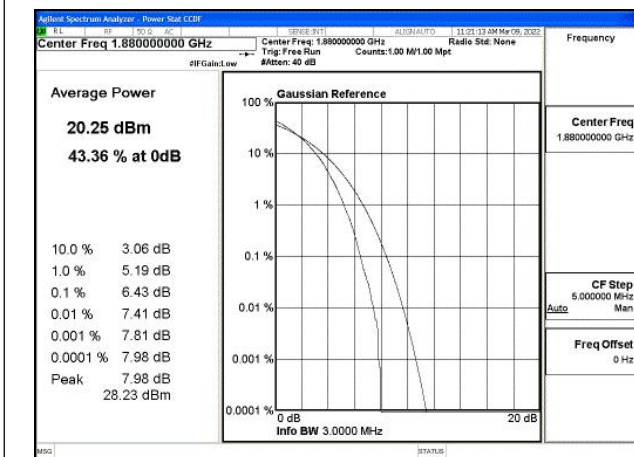 Agilent Spectrum Analyzer - Power Stat CCDF
RL RF 50 Ω AC SENSE:INT ALIGNAUTO 11:21:13 AM Mar 09, 2022
Center Freq 1.880000000 GHz
Center Freq: 1.880000000 GHz Radio Std: None
Trig: Free Run Counts:1.00 M/1.00 Mpt
#IFGain:Low #Atten: 40 dB
Frequency
Average Power
20.25 dBm
43.36 % at 0dB
10.0 % 3.06 dB
1.0 % 5.19 dB
0.1 % 6.43 dB
0.01 % 7.41 dB
0.001 % 7.81 dB
0.0001 % 7.98 dB
Peak 7.98 dB
28.23 dBm
Gaussian Reference
100 %
10 %
1 %
0.1 %
0.01 %
0.001 %
0.0001 %
0 dB 20 dB
Info BW 3.0000 MHz
Center Freq
1.880000000 GHz
CF Step
5.000000 MHz
Auto Man
Freq Offset
0 Hz
MSG STATUS